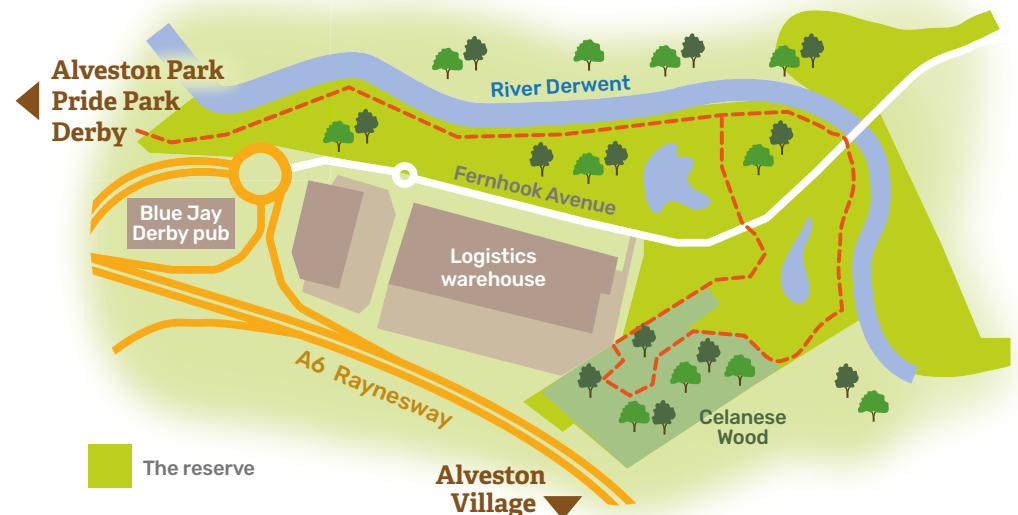 Alveston Park
Pride Park
Derby
River Derwent
Fernhook Avenue
Blue Jay
Derby pub
Logistics
warehouse
A6 Raynesway
Celanese
Wood
The reserve
Alveston
Village